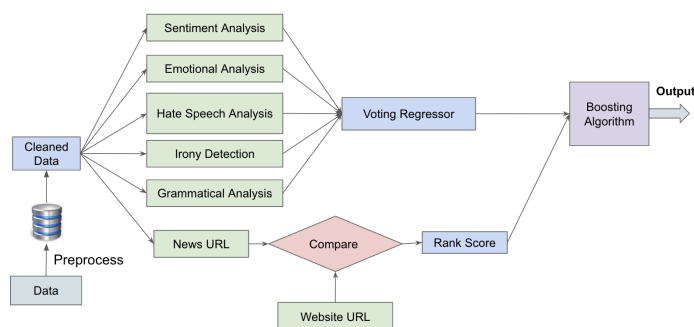 Sentiment Analysis
Emotional Analysis
Hate Speech Analysis
Irony Detection
Grammatical Analysis
Cleaned
Data
Preprocess
Data
News URL
Compare
Website URL
Rank Score
Voting Regressor
Boosting
Algorithm
Output